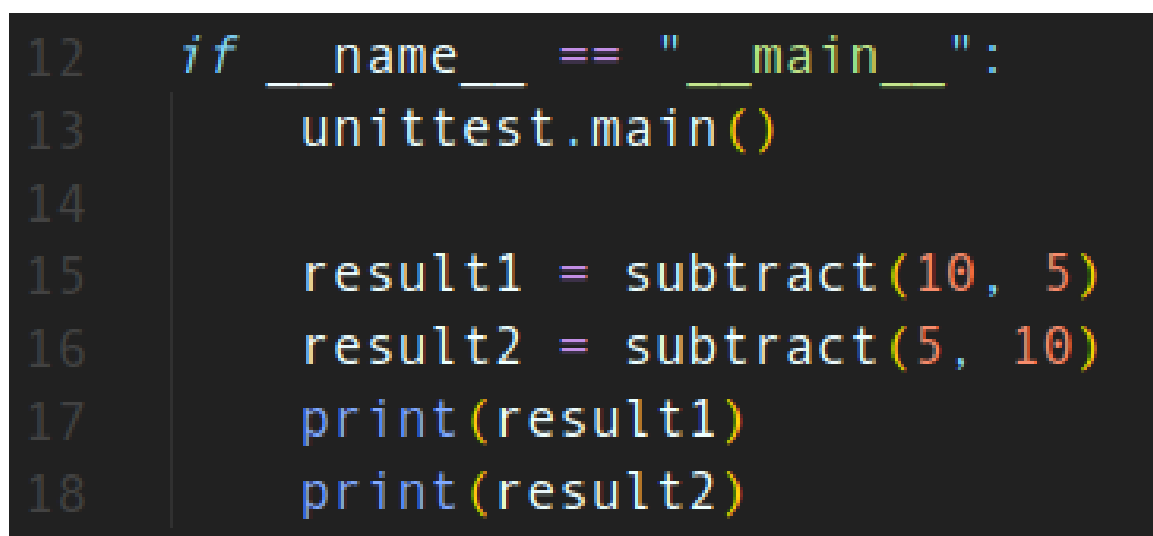 12 if __name__ == "__main__":
13 unittest.main()
14
15 result1 = subtract(10, 5)
16 result2 = subtract(5, 10)
17 print(result1)
18 print(result2)